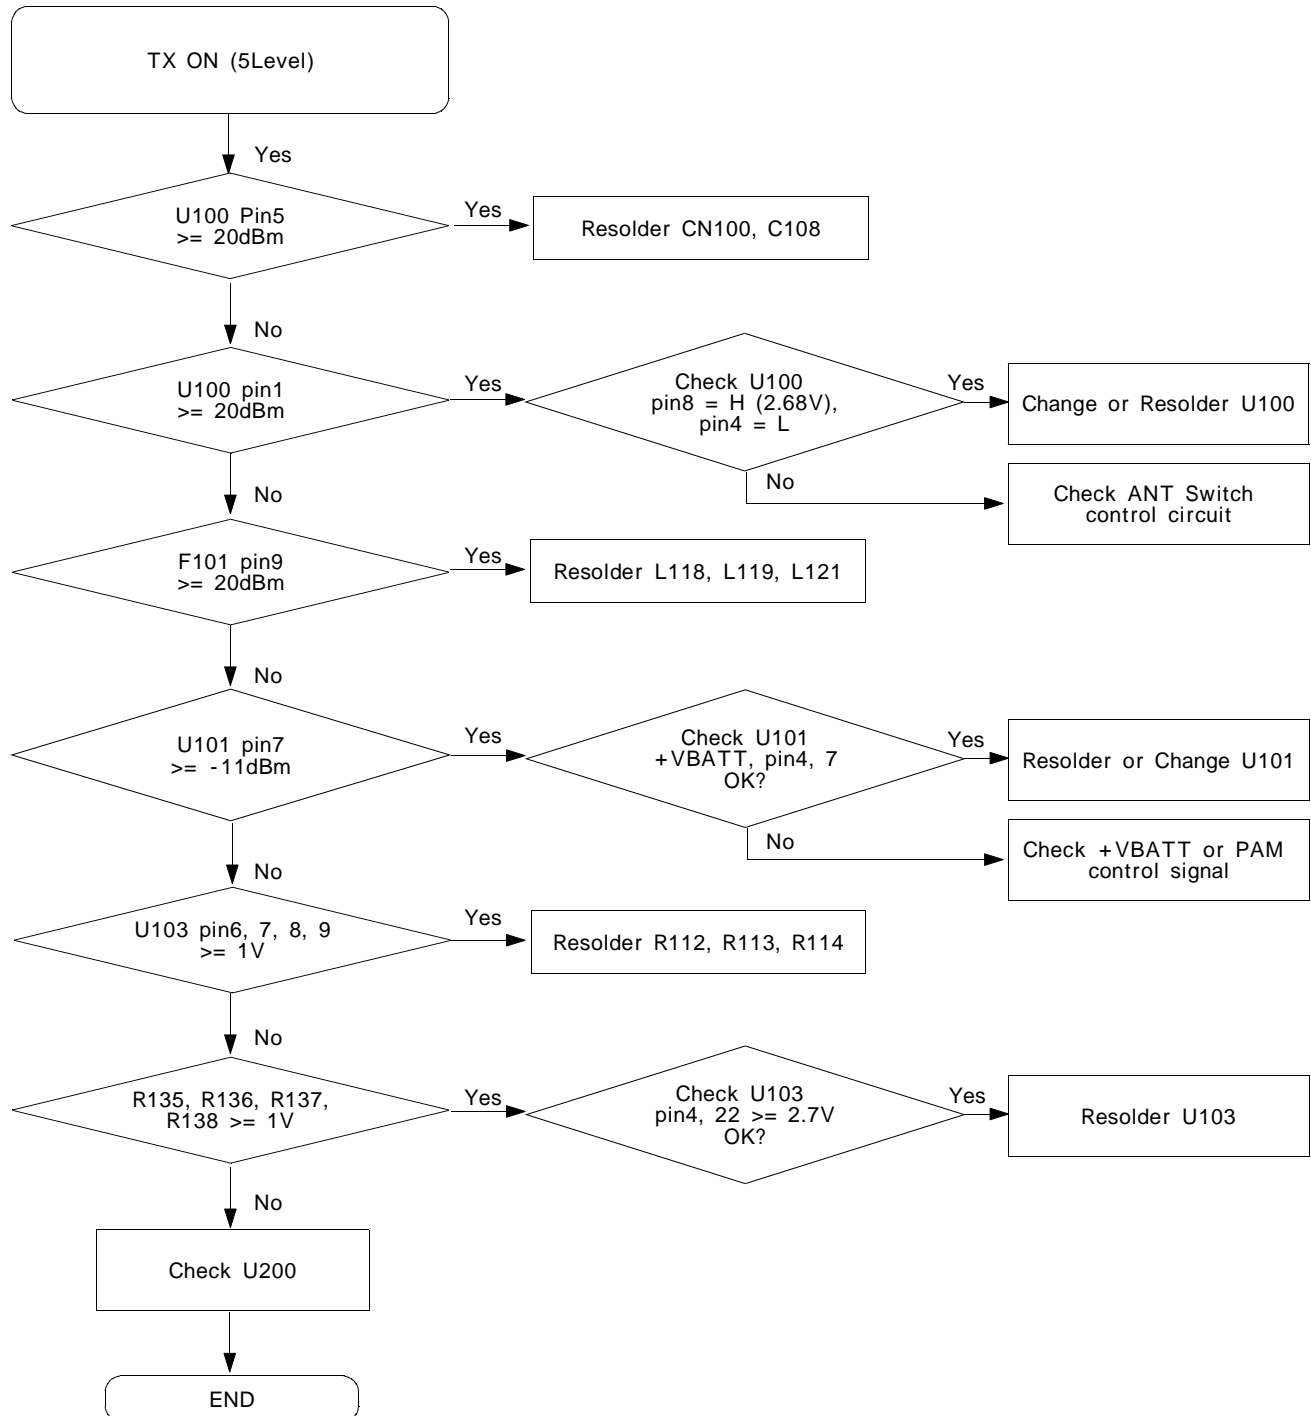 TX ON (5Level)
Yes
U100 Pin5
>= 20dBm
Yes
Resolder CN100, C108
No
U100 pin1
>= 20dBm
Yes
Check U100
pin8 = H (2.68V),
pin4 = L
Yes
Change or Resolder U100
No
Check ANT Switch
control circuit
No
F101 pin9
>= 20dBm
Yes
Resolder L118, L119, L121
No
U101 pin7
>= -11dBm
Yes
Check U101
+VBATT, pin4, 7
OK?
Yes
Resolder or Change U101
No
Check +VBATT or PAM
control signal
No
U103 pin6, 7, 8, 9
>= 1V
Yes
Resolder R112, R113, R114
No
R135, R136, R137,
R138 >= 1V
Yes
Check U103
pin4, 22 >= 2.7V
OK?
Yes
Resolder U103
No
Check U200
END